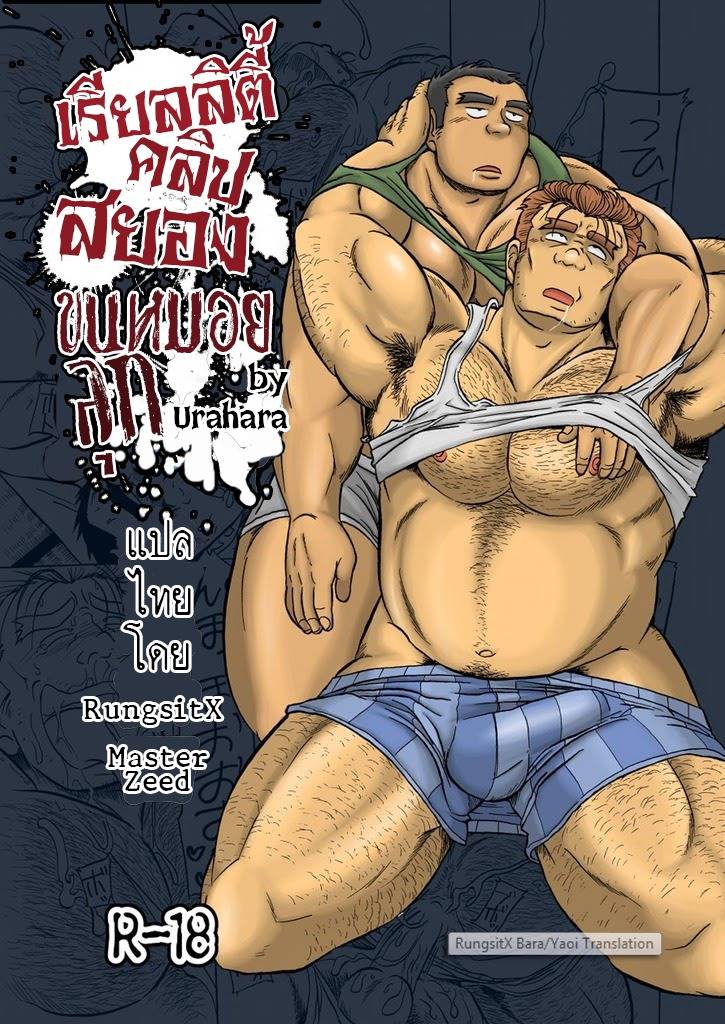 เรียลลิตี้
คลิป
สยอง
ขนหมอย
ลุก
by
Urahara
แปล
ไทย
โดย
RungsitX
Master
Zeed
R-18
RungsitX Bara/Yaoi Translation